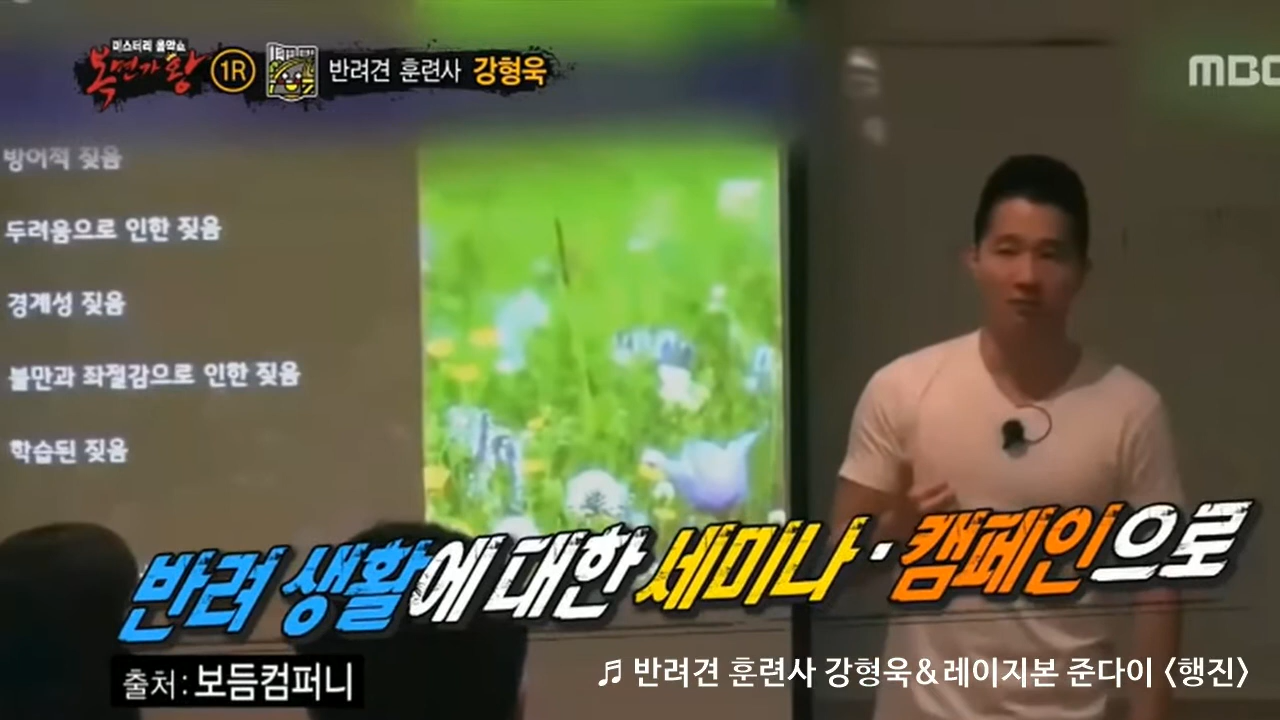 미스터리 음악쇼
복면가왕 1R 반려견 훈련사 강형욱
MBC
방어적 짖음
두려움으로 인한 짖음
경계성 짖음
불만과 좌절감으로 인한 짖음
학습된 짖음
반려 생활에 대한 세미나·캠페인으로
출처: 보듬컴퍼니
♬ 반려견 훈련사 강형욱&레이지본 준다이 〈행진〉